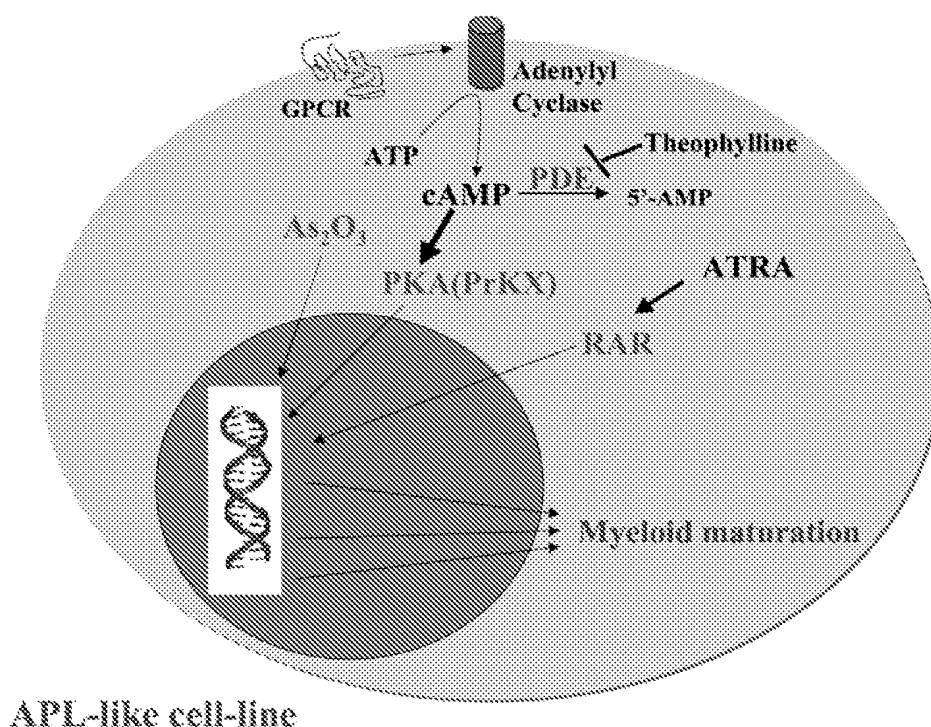 GPCR
Adenylyl
Cyclase
ATP
Theophylline
cAMP
PDE
5'-AMP
As₂O₃
PKA(PrKX)
ATRA
RAR
Myeloid maturation
APL-like cell-line